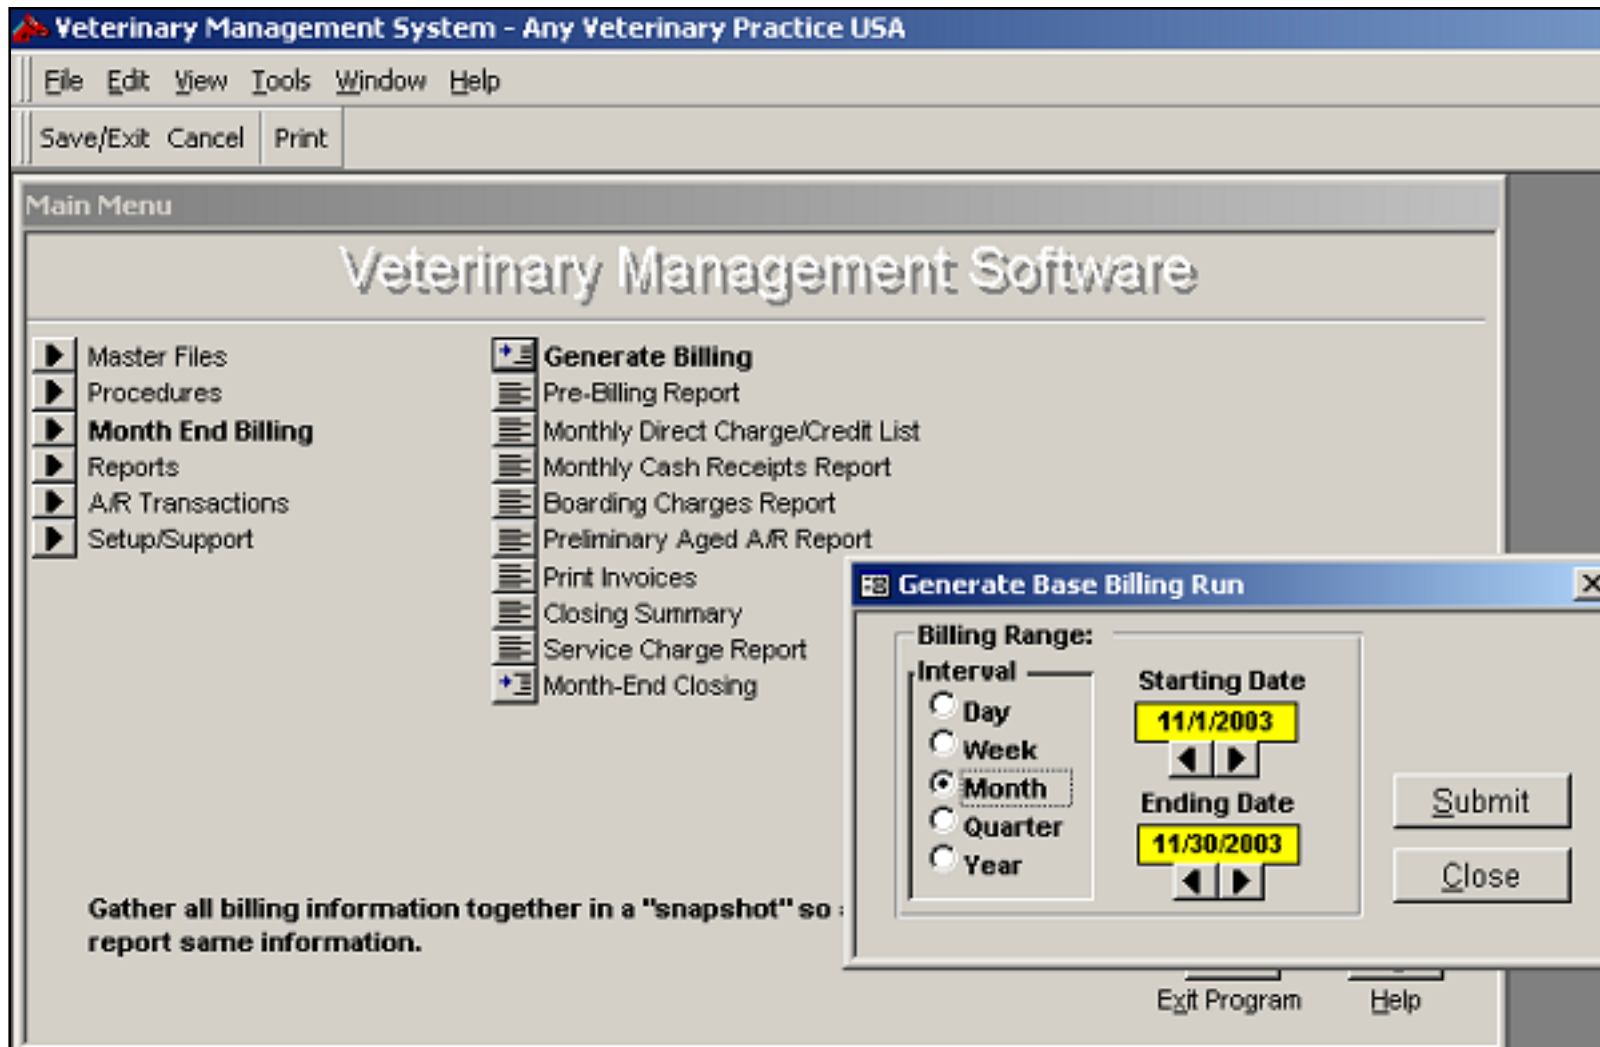 Veterinary Management System - Any Veterinary Practice USA
File Edit View Tools Window Help
Save/Exit Cancel Print
Main Menu
Veterinary Management Software
Master Files
Procedures
Month End Billing
Reports
A/R Transactions
Setup/Support
Generate Billing
Pre-Billing Report
Monthly Direct Charge/Credit List
Monthly Cash Receipts Report
Boarding Charges Report
Preliminary Aged A/R Report
Print Invoices
Closing Summary
Service Charge Report
Month-End Closing
Generate Base Billing Run
Billing Range:
Interval
Day
Week
Month
Quarter
Year
Starting Date
11/1/2003
Ending Date
11/30/2003
Submit
Close
Gather all billing information together in a "snapshot" so
report same information.
Exit Program
Help